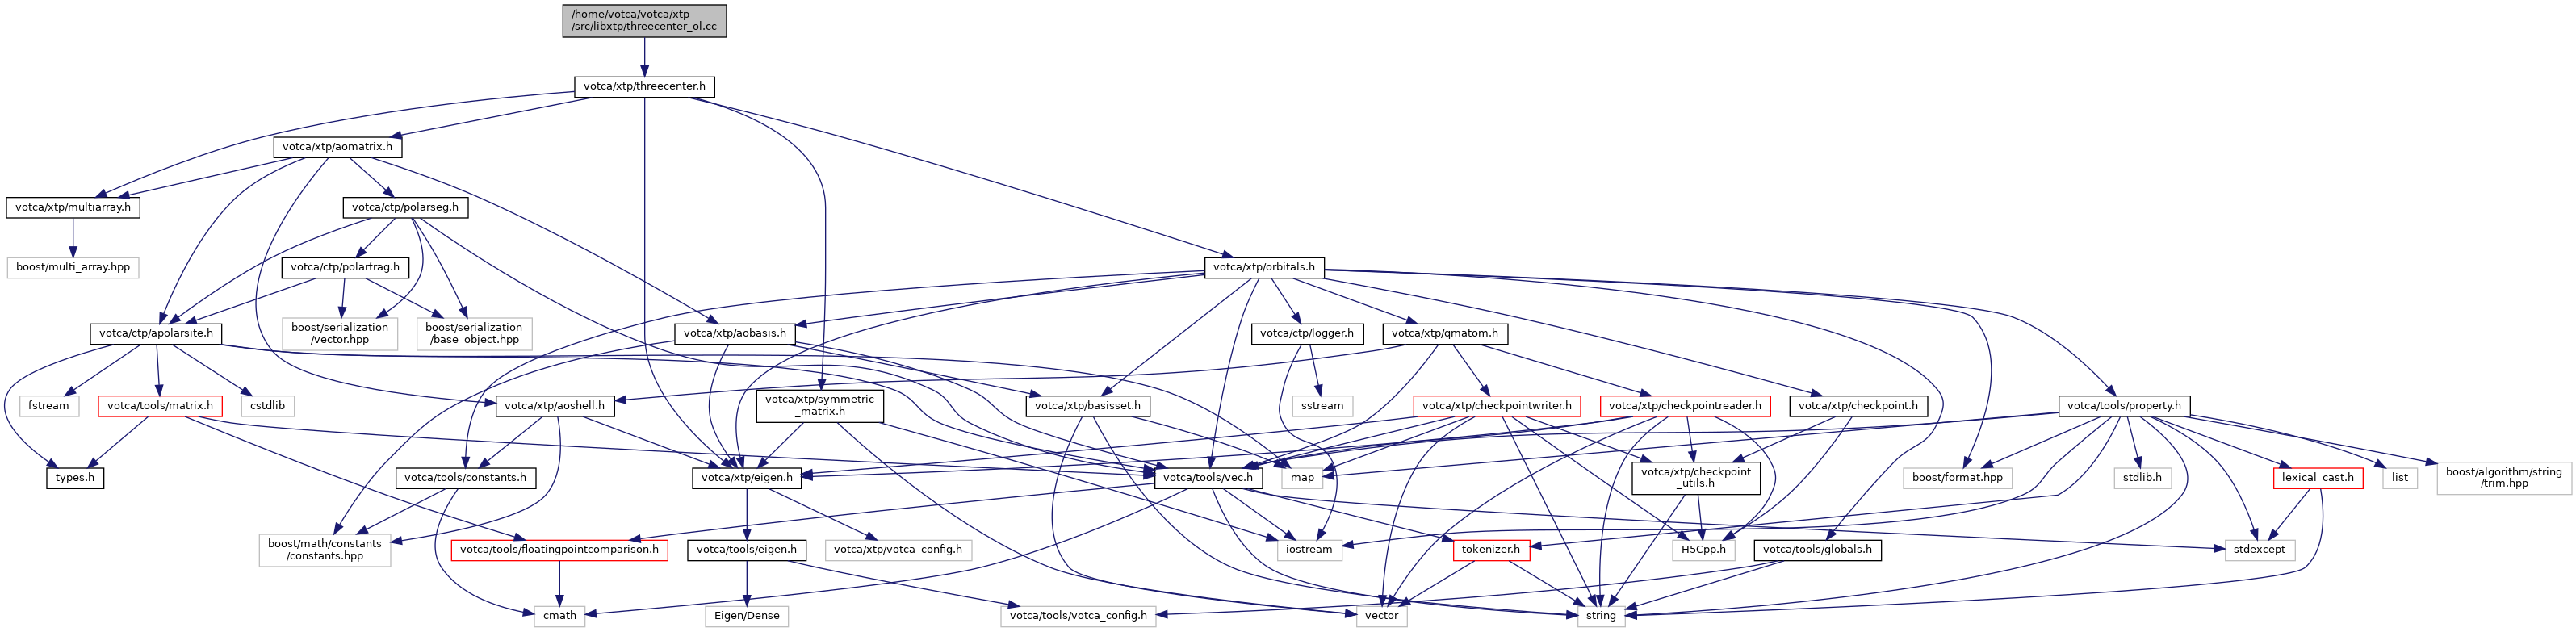 /home/votca/votca/xtp
/src/libxtp/threecenter_ol.cc
votca/xtp/threecenter.h
votca/xtp/aomatrix.h
votca/xtp/multiarray.h
votca/ctp/polarseg.h
boost/multi_array.hpp
votca/ctp/polarfrag.h
votca/xtp/orbitals.h
votca/ctp/apolarsite.h
boost/serialization
/vector.hpp
boost/serialization
/base_object.hpp
votca/xtp/aobasis.h
votca/ctp/logger.h
votca/xtp/qmatom.h
fstream
votca/tools/matrix.h
cstdlib
votca/xtp/aoshell.h
votca/xtp/symmetric
_matrix.h
votca/xtp/basisset.h
sstream
votca/xtp/checkpointwriter.h
votca/xtp/checkpointreader.h
votca/xtp/checkpoint.h
votca/tools/property.h
types.h
votca/tools/constants.h
votca/xtp/eigen.h
votca/tools/vec.h
map
votca/xtp/checkpoint
_utils.h
boost/format.hpp
stdlib.h
lexical_cast.h
list
boost/algorithm/string
/trim.hpp
boost/math/constants
/constants.hpp
votca/tools/floatingpointcomparison.h
votca/tools/eigen.h
votca/xtp/votca_config.h
iostream
tokenizer.h
H5Cpp.h
votca/tools/globals.h
stdexcept
cmath
Eigen/Dense
votca/tools/votca_config.h
vector
string